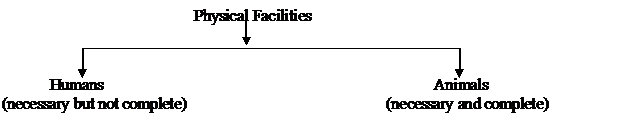 Physical Facilities
Humans
(necessary but not complete)
Animals
(necessary and complete)